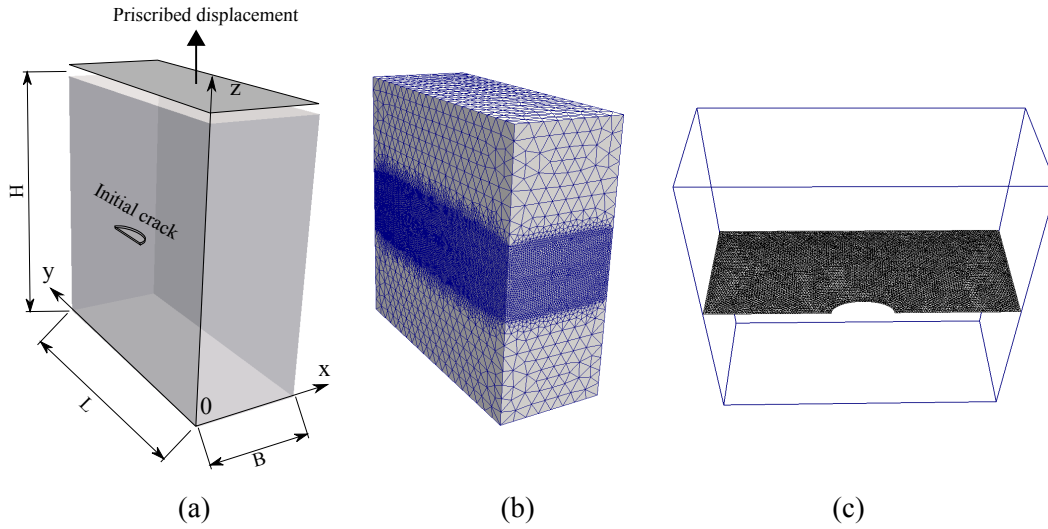 Priscribed displacement
z
H
Initial crack
y
x
0
L
B
(a)
(b)
(c)